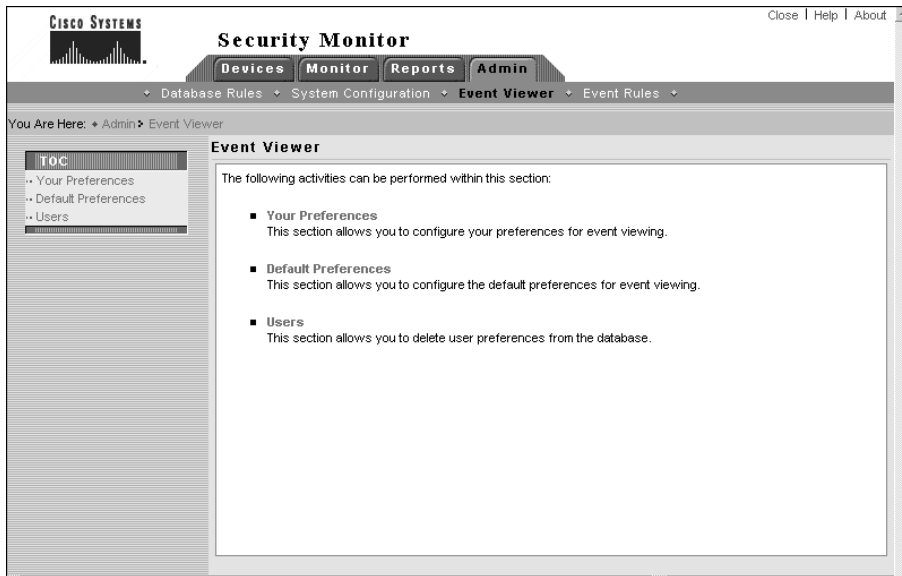 Close | Help | About
CISCO SYSTEMS
Security Monitor
Devices Monitor Reports Admin
Database Rules System Configuration Event Viewer Event Rules
You Are Here: Admin > Event Viewer
Event Viewer
TOC
Your Preferences
Default Preferences
Users
The following activities can be performed within this section:
Your Preferences
This section allows you to configure your preferences for event viewing.
Default Preferences
This section allows you to configure the default preferences for event viewing.
Users
This section allows you to delete user preferences from the database.